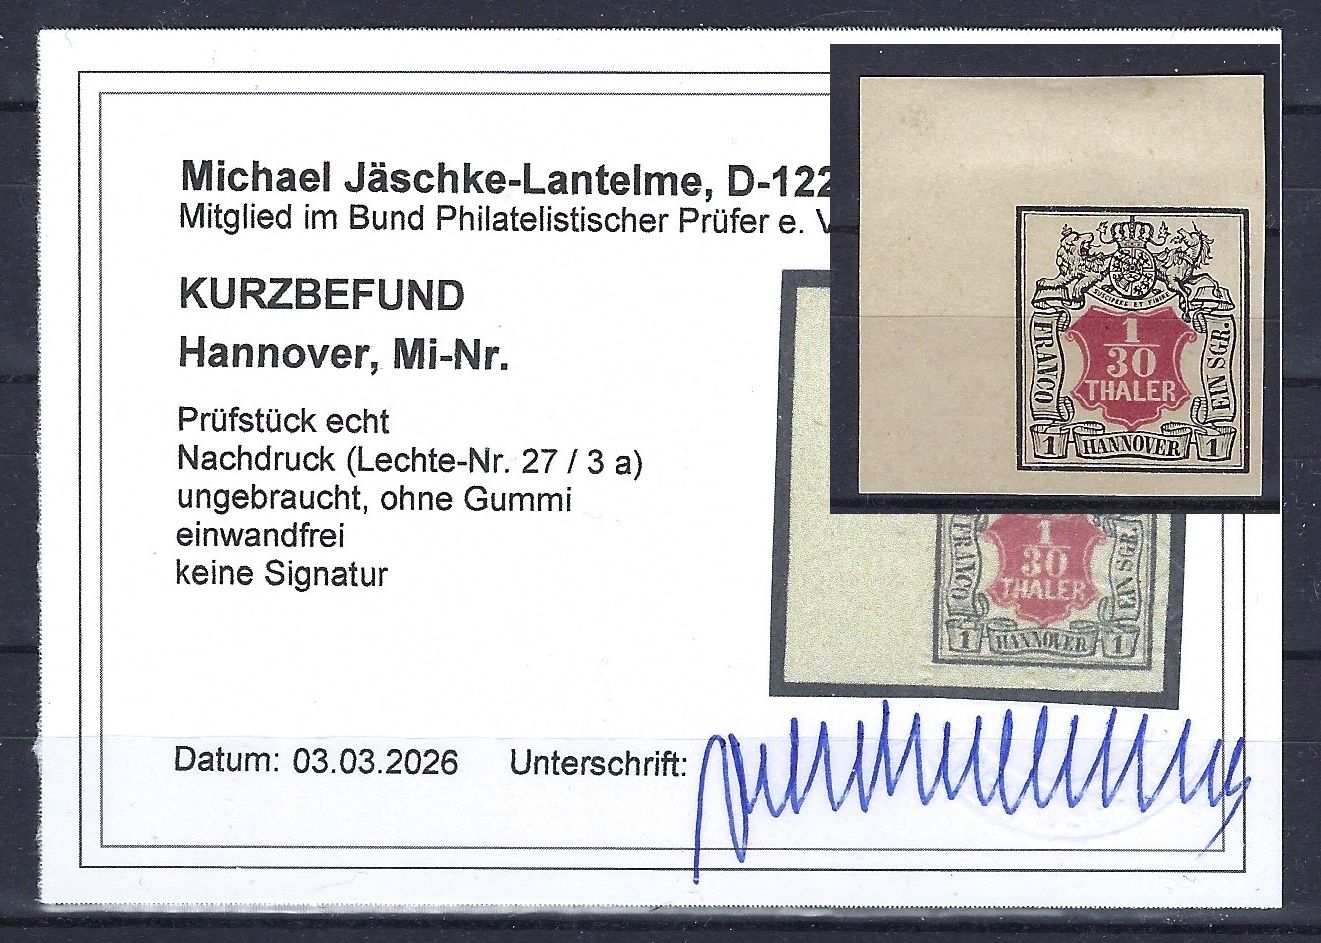 Michael Jäschke-Lantelme, D-122
Mitglied im Bund Philatelistischer Prüfer e. V
KURZBEFUND
Hannover, Mi-Nr.
Prüfstück echt
Nachdruck (Lechte-Nr. 27 / 3 a)
ungebraucht, ohne Gummi
einwandfrei
keine Signatur
Datum: 03.03.2026 Unterschrift:
SUSCIPERE ET FINIRE
FRANCO
1
30
THALER
EIN SGR.
1 HANNOVER 1
FRANCO
1
30
THALER
EIN SGR.
1 HANNOVER 1